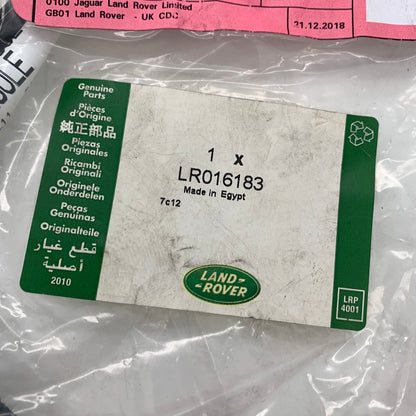 0100 Jaguar Land Rover Limited
GB01 Land Rover - UK CDC
21.12.2018
SOLE
Genuine
Parts
Pièces
d'Origine
純正部品
Piezas
Originales
Ricambi
Originali
Originele
Onderdelen
Peças
Genuinas
Originalteile
قطع غيار
أصلية
2010
1 x
LR016183
Made in Egypt
7c12
LAND-
-ROVER
LRP
4001